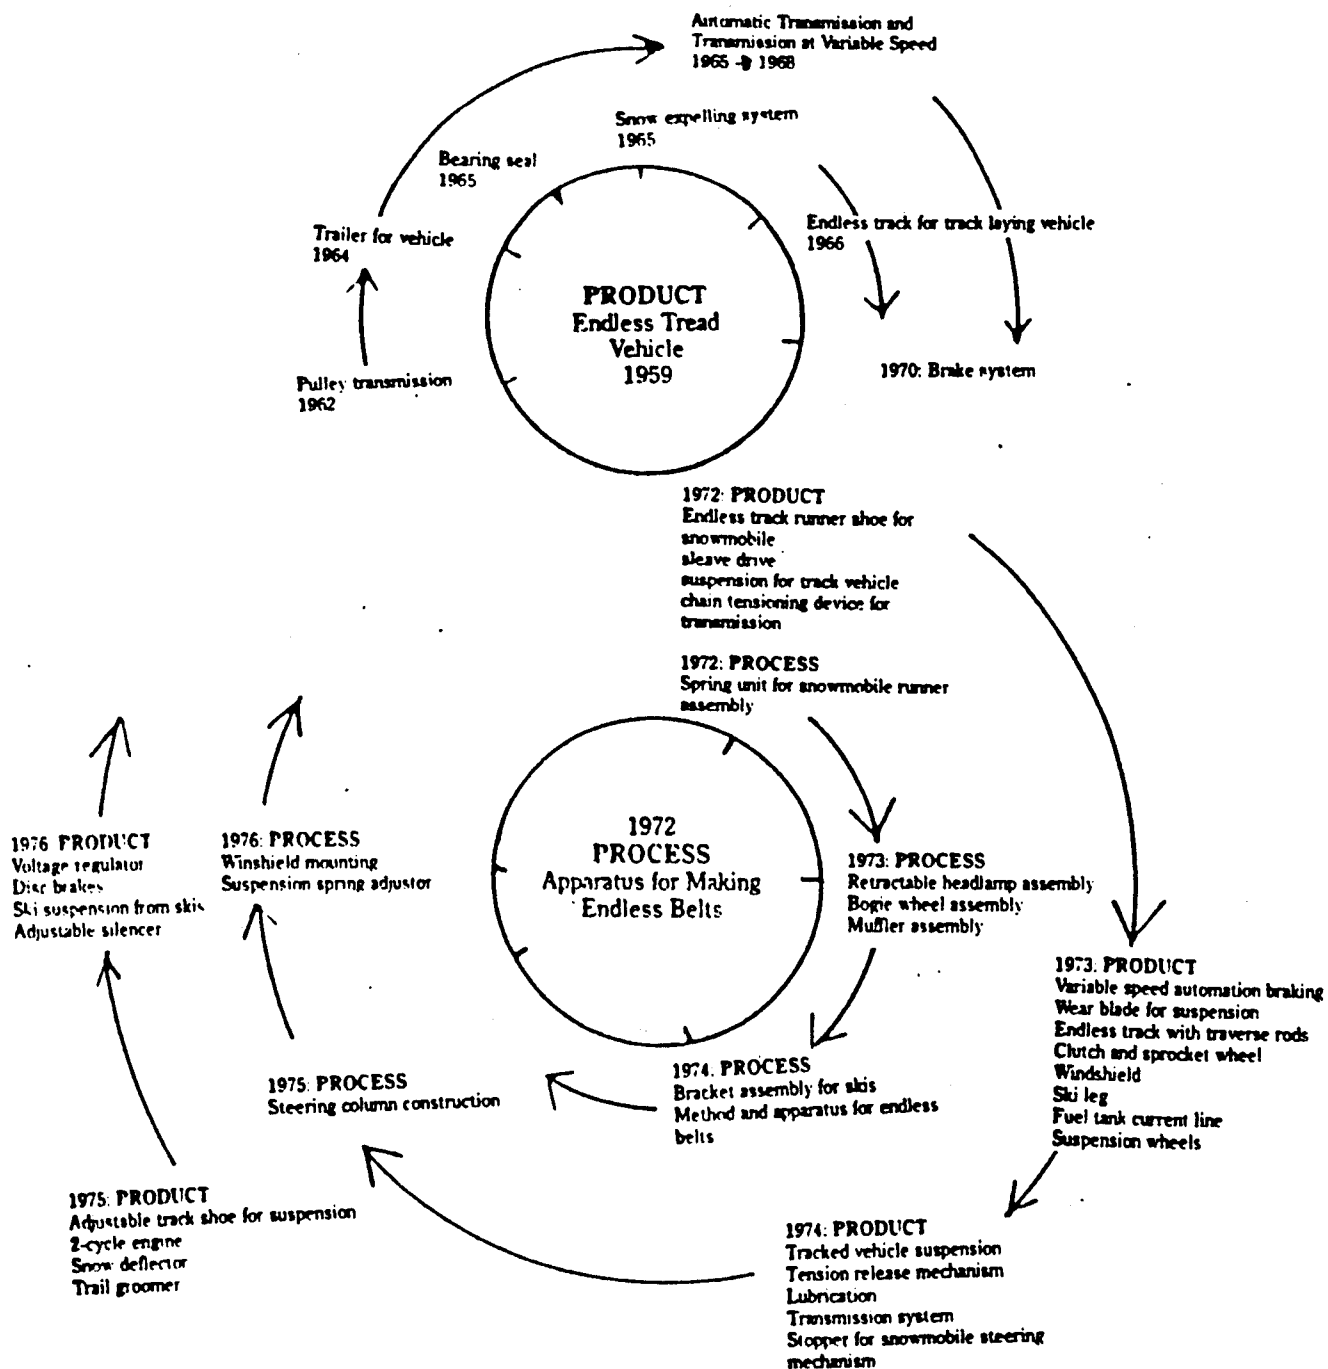 Automatic Transmission and
Transmission at Variable Speed
1965 - 1968
Snow expelling system
1965
Bearing seal
1965
Trailer for vehicle
1964
Endless track for track laying vehicle
1966
PRODUCT
Endless Tread
Vehicle
1959
Pulley transmission
1962
1970: Brake system
1972: PRODUCT
Endless track runner shoe for
snowmobile
sleave drive
suspension for track vehicle
chain tensioning device for
transmission
1972: PROCESS
Spring unit for snowmobile runner
assembly
1972
PROCESS
Apparatus for Making
Endless Belts
1976 PRODUCT
Voltage regulator
Disc brakes
Ski suspension from skis
Adjustable silencer
1976: PROCESS
Winshield mounting
Suspension spring adjustor
1973: PROCESS
Retractable headlamp assembly
Bogie wheel assembly
Muffler assembly
1973: PRODUCT
Variable speed automation braking
Wear blade for suspension
Endless track with traverse rods
Clutch and sprocket wheel
Windshield
Ski leg
Fuel tank current line
Suspension wheels
1974: PROCESS
Bracket assembly for skis
Method and apparatus for endless
belts
1975: PROCESS
Steering column construction
1975: PRODUCT
Adjustable track shoe for suspension
2-cycle engine
Snow deflector
Trail groomer
1974: PRODUCT
Tracked vehicle suspension
Tension release mechanism
Lubrication
Transmission system
Stopper for snowmobile steering
mechanism